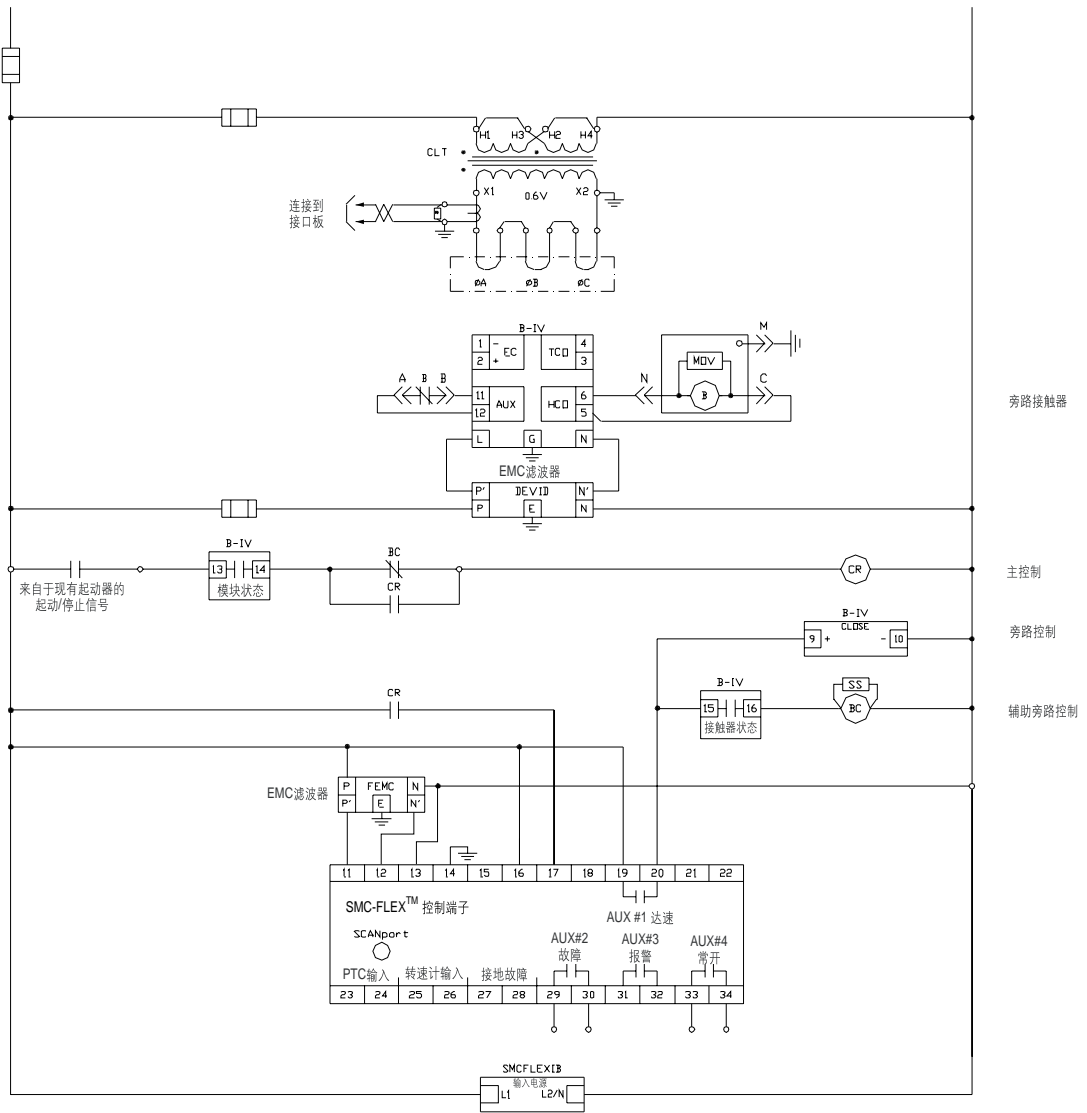 H1 H3 H2 H4
CLT
X1 0.6V X2
连接到
接口板
ØA ØB ØC
B-IV
1 - EC TCO 4
2 + 3
M
MOV
A B B 11 AUX HCO 6 N B C
12 5
旁路接触器
L G N
EMC滤波器
P' DEVID N'
P E N
B-IV
13 14
模块状态
BC
CR
CR
主控制
来自于现有起动器的
起动/停止信号
B-IV
CLOSE
9 + - 10
旁路控制
B-IV
15 16
接触器状态
SS
BC
辅助旁路控制
CR
EMC滤波器
P FEMC N
P' E N'
11 12 13 14 15 16 17 18 19 20 21 22
SMC-FLEX™ 控制端子
AUX #1 达速
SCANport
AUX#2
故障
AUX#3
报警
AUX#4
常开
PTC输入 转速计输入 接地故障
23 24 25 26 27 28 29 30 31 32 33 34
SMCFLEXIB
输入电源
L1 L2/N